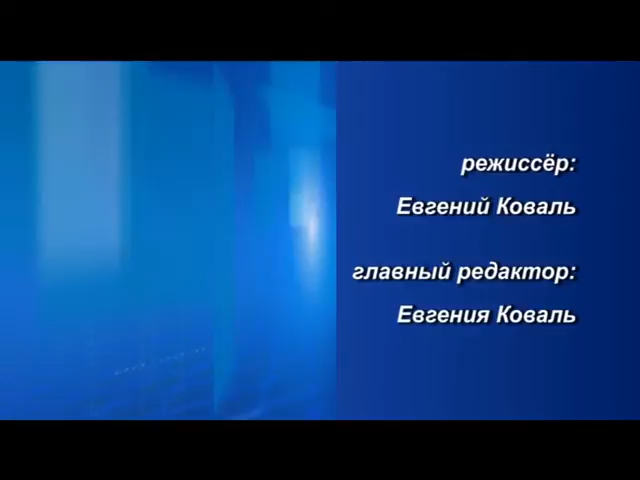 режиссёр:
Евгений Коваль
главный редактор:
Евгения Коваль